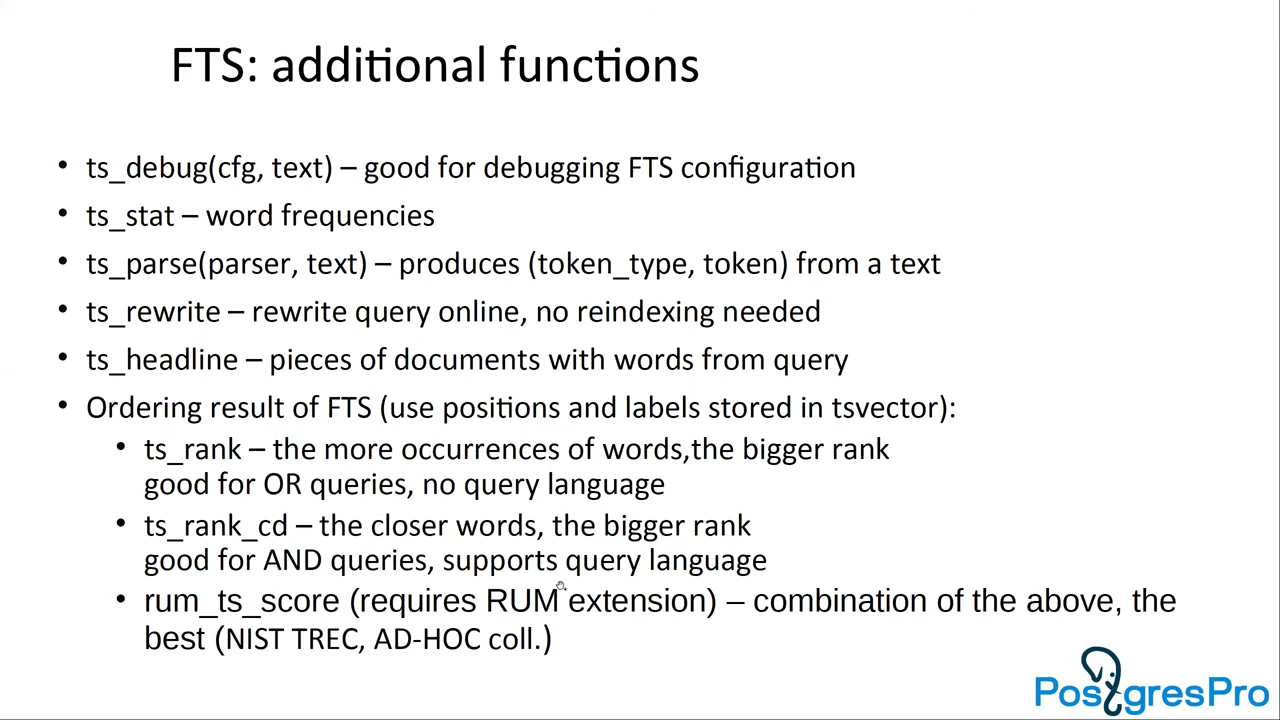 FTS: additional functions
• ts_debug(cfg, text) – good for debugging FTS configuration
• ts_stat – word frequencies
• ts_parse(parser, text) – produces (token_type, token) from a text
• ts_rewrite – rewrite query online, no reindexing needed
• ts_headline – pieces of documents with words from query
• Ordering result of FTS (use positions and labels stored in tsvector):
• ts_rank – the more occurrences of words,the bigger rank
good for OR queries, no query language
• ts_rank_cd – the closer words, the bigger rank
good for AND queries, supports query language
• rum_ts_score (requires RUM extension) – combination of the above, the
best (NIST TREC, AD-HOC coll.)
PostgresPro